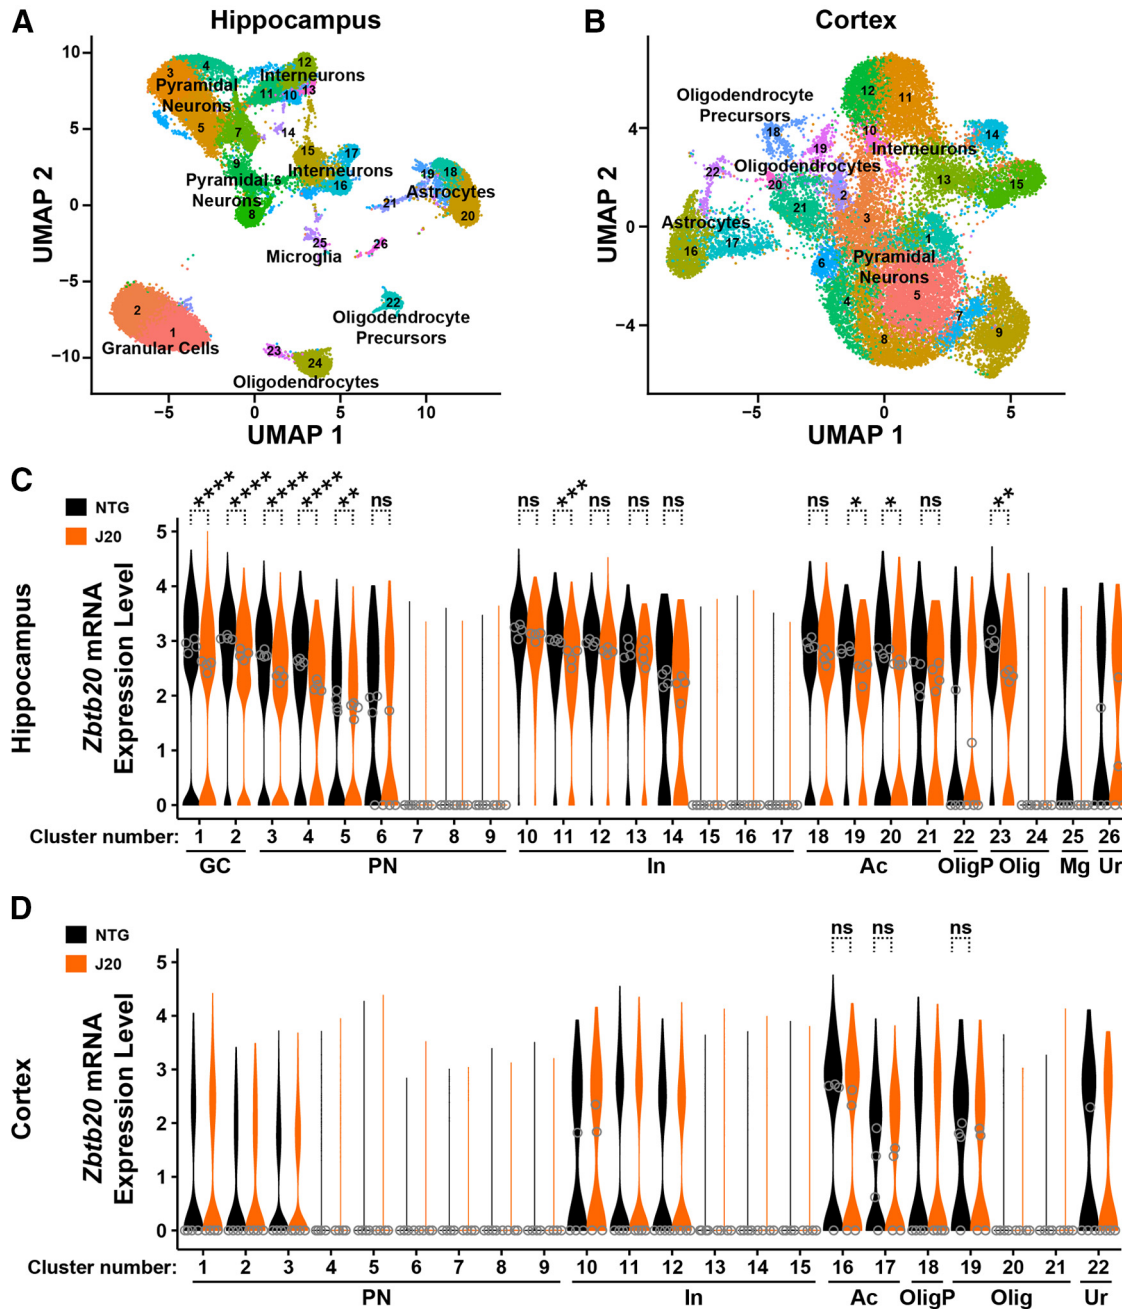 A
Hippocampus
10
5
0
−5
−10
UMAP 2
−5
0
5
10
UMAP 1
3
4
Pyramidal
Neurons
5
7
12
Interneurons
11
10
13
14
15
17
Interneurons
16
9
Pyramidal
6
Neurons
8
19
18
Astrocytes
21
20
25
26
Microglia
22
Oligodendrocyte
Precursors
2
1
Granular Cells
23
24
Oligodendrocytes
B
Cortex
4
0
−4
UMAP 2
−5
0
5
UMAP 1
12
11
Oligodendrocyte
Precursors
18
10
14
19
Interneurons
Oligodendrocytes
22
20
2
13
15
21
3
Astrocytes
16
17
1
6
Pyramidal
Neurons
5
4
7
8
9
C
NTG
J20
**** **** **** **** ** ns ns *** ns ns ns ns * * ns **
Hippocampus
Zbtb20 mRNA
Expression Level
5
4
3
2
1
0
Cluster number: 1 2 3 4 5 6 7 8 9 10 11 12 13 14 15 16 17 18 19 20 21 22 23 24 25 26
GC PN In Ac OligP Olig Mg Ur
D
NTG
J20
ns ns ns
Cortex
Zbtb20 mRNA
Expression Level
5
4
3
2
1
0
Cluster number: 1 2 3 4 5 6 7 8 9 10 11 12 13 14 15 16 17 18 19 20 21 22
PN In Ac OligP Olig Ur